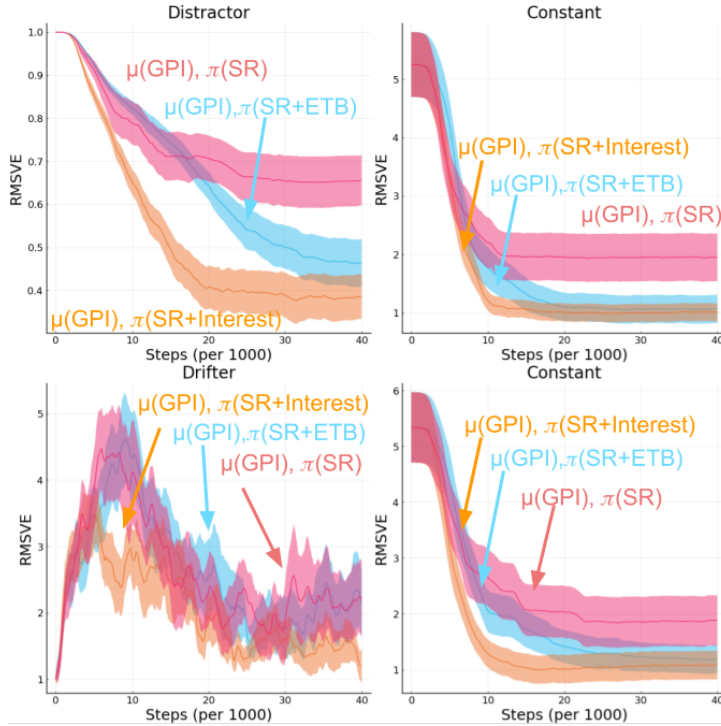 Distractor
1.0
0.9
0.8
0.7
0.6
0.5
0.4
RMSVE
μ(GPI), π(SR)
μ(GPI),π(SR+ETB)
μ(GPI), π(SR+Interest)
0
10
20
30
40
Steps (per 1000)
Constant
5
4
3
2
1
RMSVE
μ(GPI), π(SR+Interest)
μ(GPI),π(SR+ETB)
μ(GPI), π(SR)
0
10
20
30
40
Steps (per 1000)
Drifter
5
4
3
2
1
RMSVE
μ(GPI), π(SR+Interest)
μ(GPI),π(SR+ETB)
μ(GPI), π(SR)
0
10
20
30
40
Steps (per 1000)
Constant
6
5
4
3
2
1
RMSVE
μ(GPI), π(SR+Interest)
μ(GPI),π(SR+ETB)
μ(GPI), π(SR)
0
10
20
30
40
Steps (per 1000)